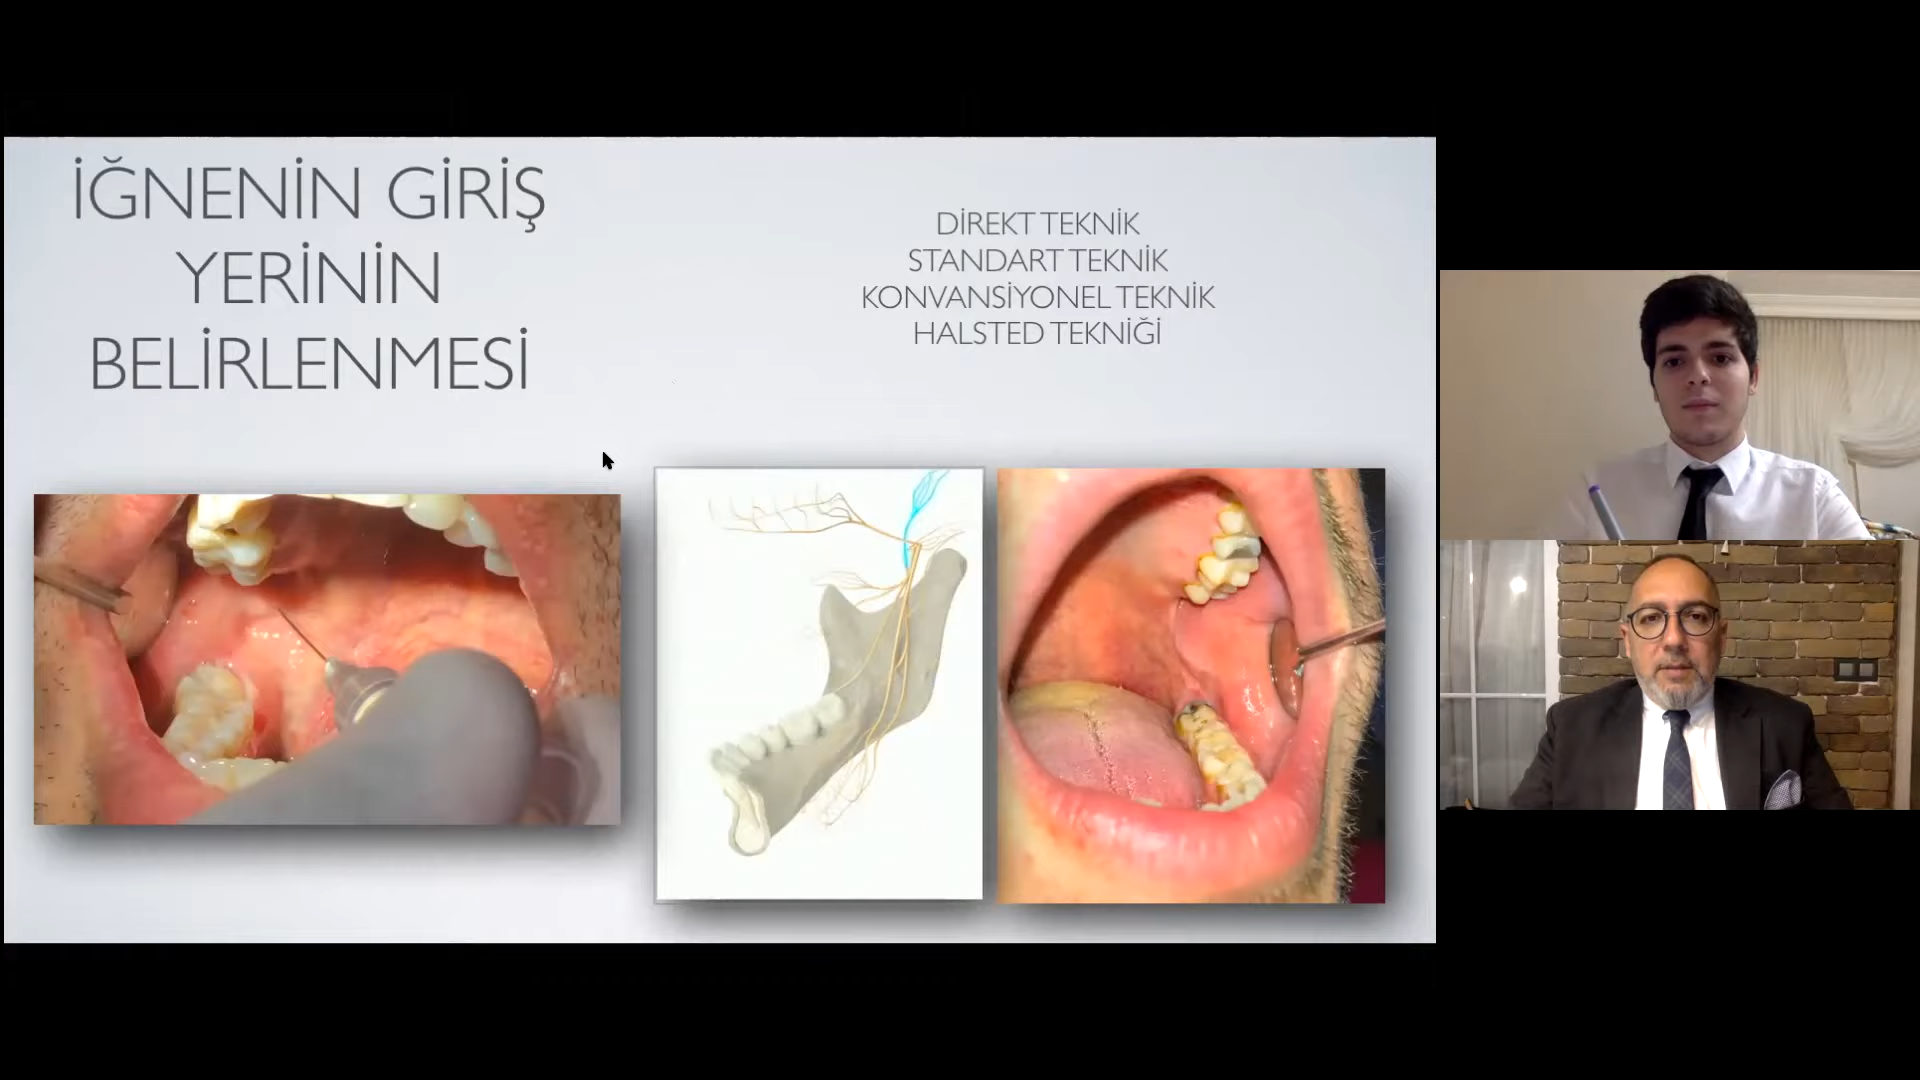 İĞNENİN GİRİŞ
YERİNİN
BELİRLENMESİ
DİREKT TEKNİK
STANDART TEKNİK
KONVANSİYONEL TEKNİK
HALSTED TEKNİĞİ